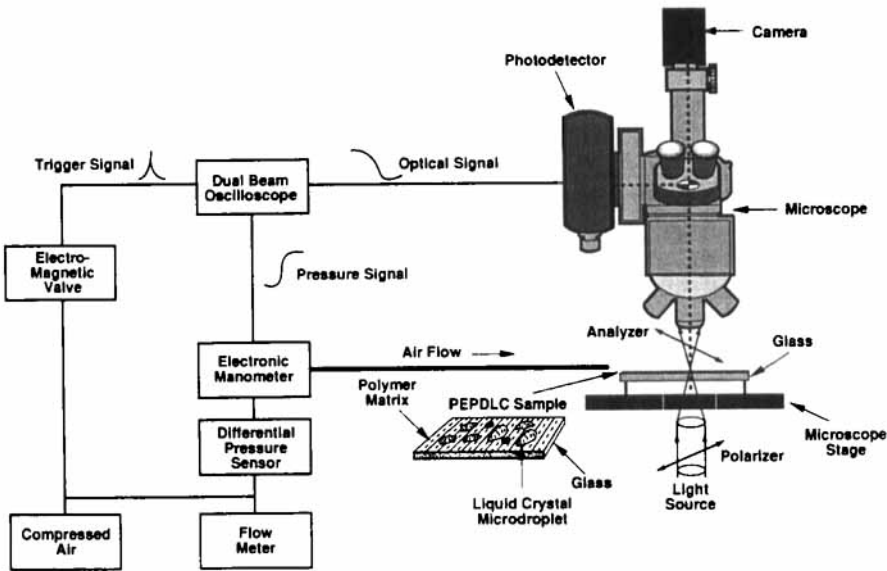 Camera
Photodetector
Trigger Signal
Optical Signal
Dual Beam
Oscilloscope
Microscope
Electro-
Magnetic
Valve
Pressure Signal
Analyzer
Glass
Air Flow
Electronic
Manometer
Polymer
Matrix
PEPDLC Sample
Differential
Pressure
Sensor
Microscope
Stage
Polarizer
Glass
Light
Source
Liquid Crystal
Microdroplet
Compressed
Air
Flow
Meter